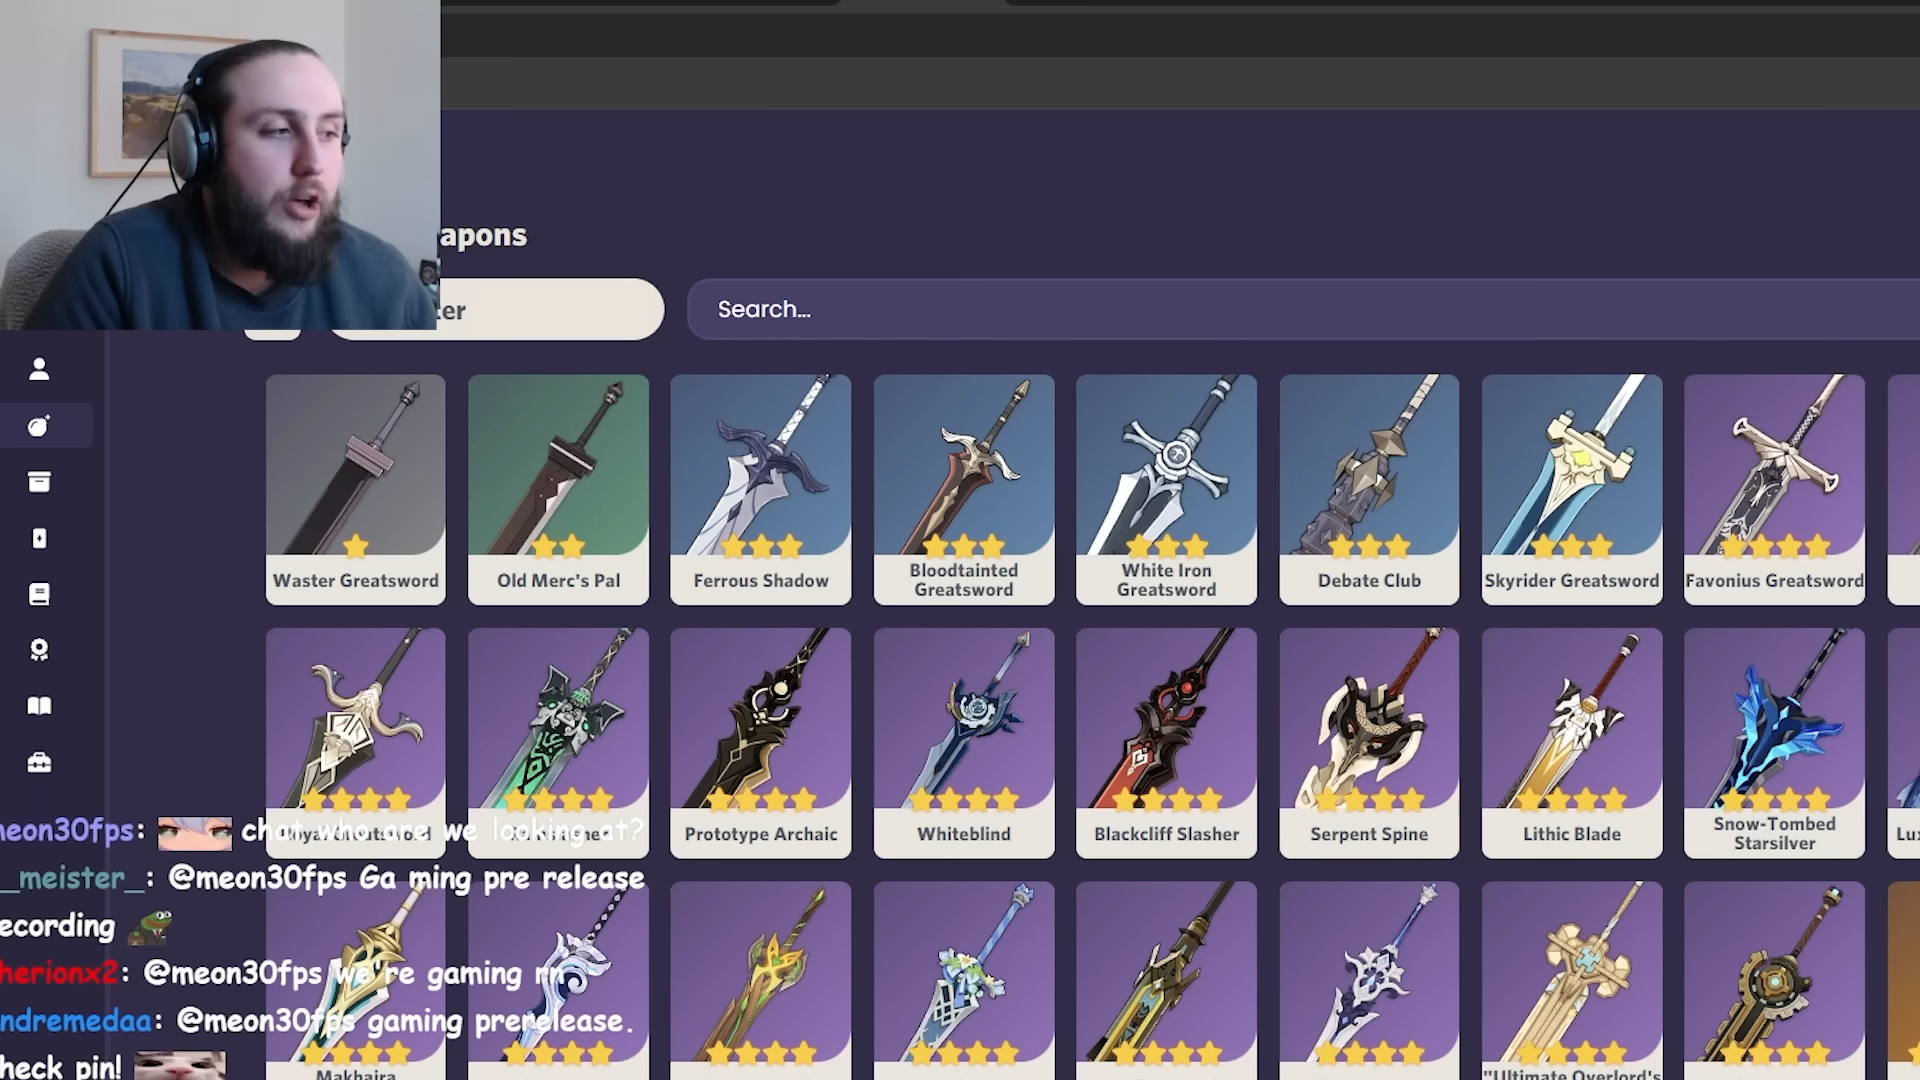 apons
ter
Search...
Waster Greatsword
Old Merc's Pal
Ferrous Shadow
Bloodtainted
Greatsword
White Iron
Greatsword
Debate Club
Skyrider Greatsword
Favonius Greatsword
Prototype Archaic
Whiteblind
Blackcliff Slasher
Serpent Spine
Lithic Blade
Snow-Tombed
Starsilver
Lux
neon30fps: chat who are we looking at?
_meister_: @meon30fps Ga ming pre release
ecording
herionx2: @meon30fps we're gaming rn
ndremedaa: @meon30fps gaming prerelease.
heck pin!
Makhaira
"Ultimate Overlord's